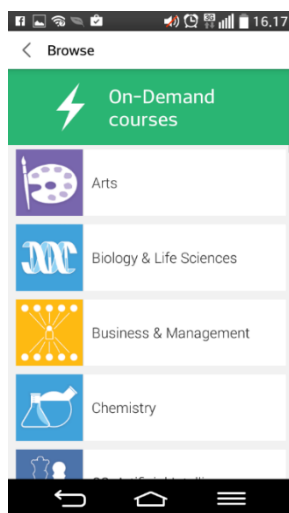 16.17
Browse
On-Demand
courses
Arts
Biology & Life Sciences
Business & Management
Chemistry